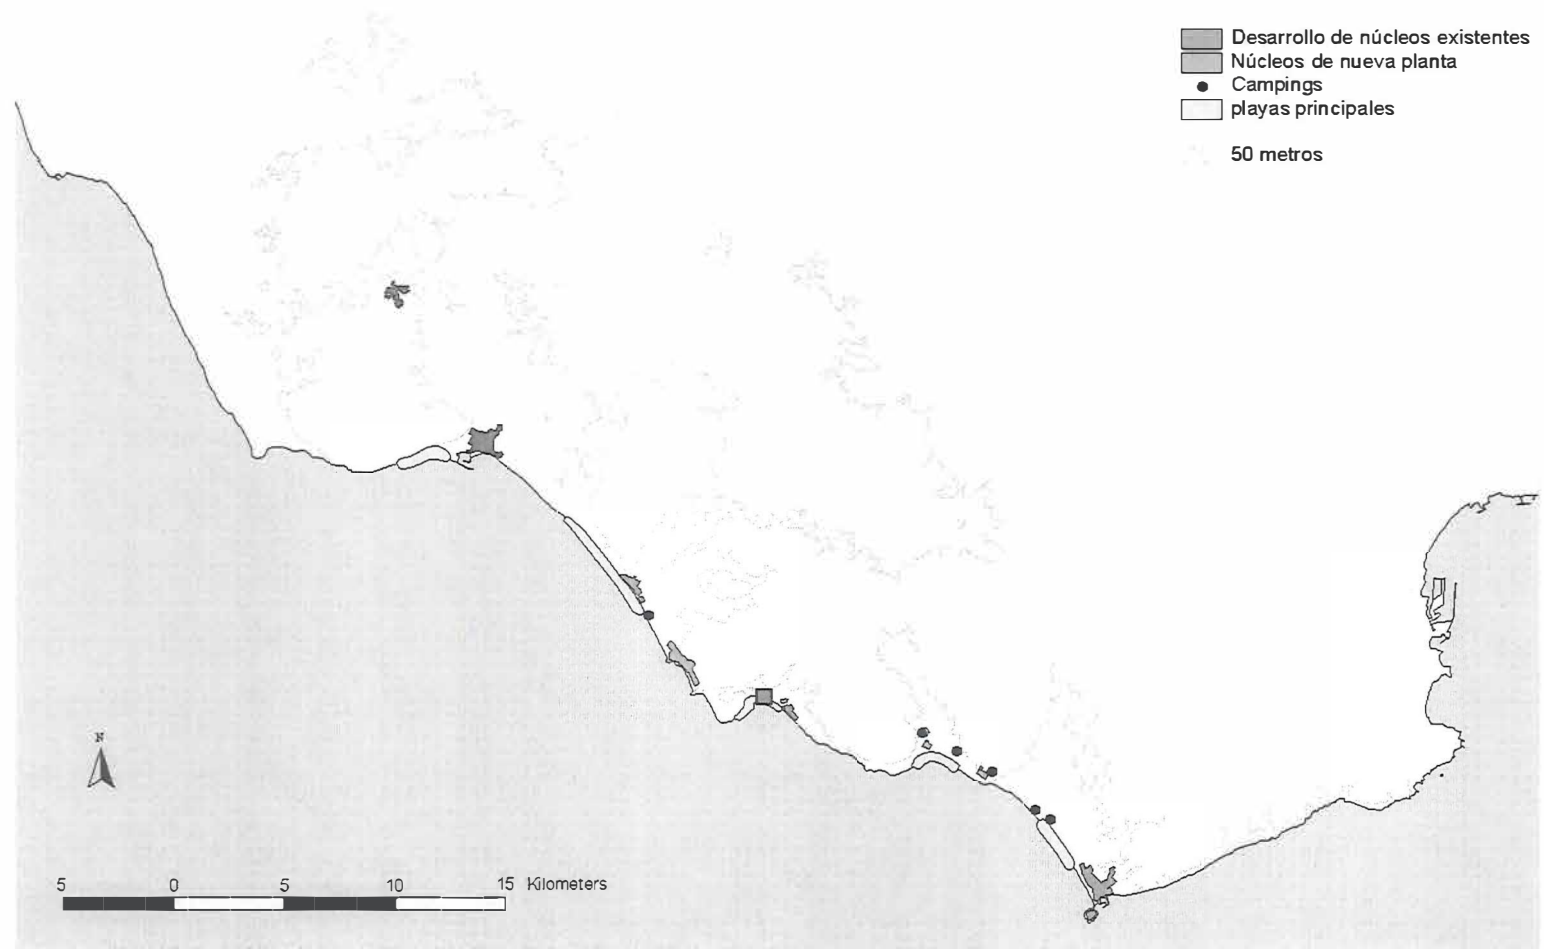 Desarrollo de núcleos existentes
Núcleos de nueva planta
Campings
playas principales
50 metros
N
5 0 5 10 15 Kilometers